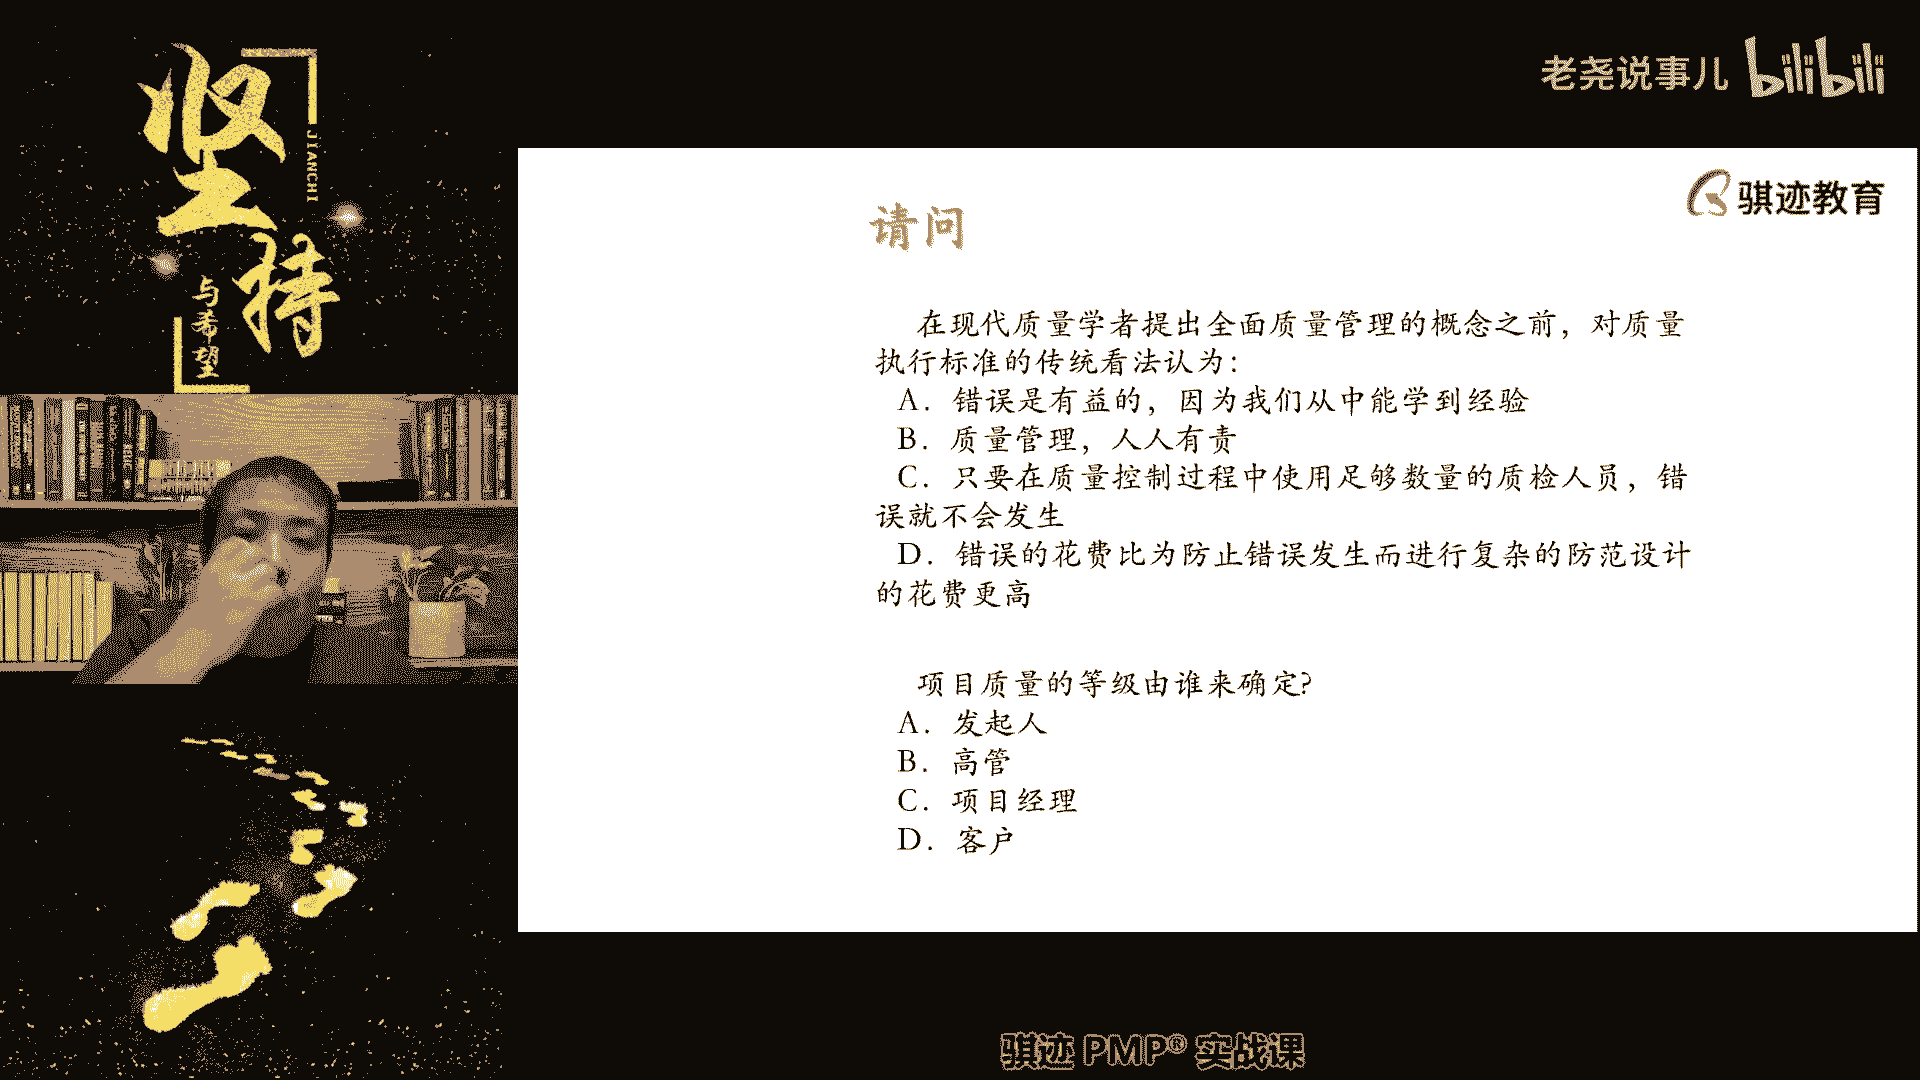 坚持
JIANCHI
与希望
老尧说事儿 bilibili
骐迹教育
请问
在现代质量学者提出全面质量管理的概念之前，对质量
执行标准的传统看法认为：
A. 错误是有益的，因为我们从中能学到经验
B. 质量管理，人人有责
C. 只要在质量控制过程中使用足够数量的质检人员，错
误就不会发生
D. 错误的花费比为防止错误发生而进行复杂的防范设计
的花费更高
项目质量的等级由谁来确定?
A. 发起人
B. 高管
C. 项目经理
D. 客户
骐迹 PMP® 实战课